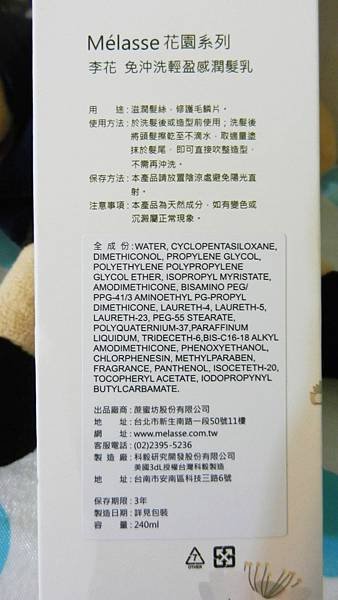 Mélasse 花園系列
李花 免沖洗輕盈感潤髮乳
用　　途：滋潤髮絲，修護毛鱗片。
使用方法：於洗髮後或造型前使用；洗髮後
將頭髮擦乾至不滴水，取適量塗
抹於髮尾，即可直接吹整造型，
不需再沖洗。
保存方法：本產品請放置陰涼處避免陽光直
射。
注意事項：本產品為天然成分，如有變色或
沉澱屬正常現象。
全 成 份：WATER, CYCLOPENTASILOXANE,
DIMETHICONOL, PROPYLENE GLYCOL,
POLYETHYLENE POLYPROPYLENE
GLYCOL ETHER, ISOPROPYL MYRISTATE,
AMODIMETHICONE, BISAMINO PEG/
PPG-41/3 AMINOETHYL PG-PROPYL
DIMETHICONE, LAURETH-4, LAURETH-5,
LAURETH-23, PEG-55 STEARATE,
POLYQUATERNIUM-37,PARAFFINUM
LIQUIDUM, TRIDECETH-6,BIS-C16-18 ALKYL
AMODIMETHICONE, PHENOXYETHANOL,
CHLORPHENESIN, METHYLPARABEN,
FRAGRANCE, PANTHENOL, ISOCETETH-20,
TOCOPHERYL ACETATE, IODOPROPYNYL
BUTYLCARBAMATE.
出品廠商：蔗蜜坊股份有限公司
地　　址：台北市新生南路一段50號11樓
網　　址：www.melasse.com.tw
客服電話：(02)2395-5236
製 造 廠：科毅研究開發股份有限公司
美國3dL授權台灣科毅製造
地　　址：台南市安南區科技三路6號
保存期限：3年
製造日期：詳見包裝
容　　量：240ml
7
OTHER